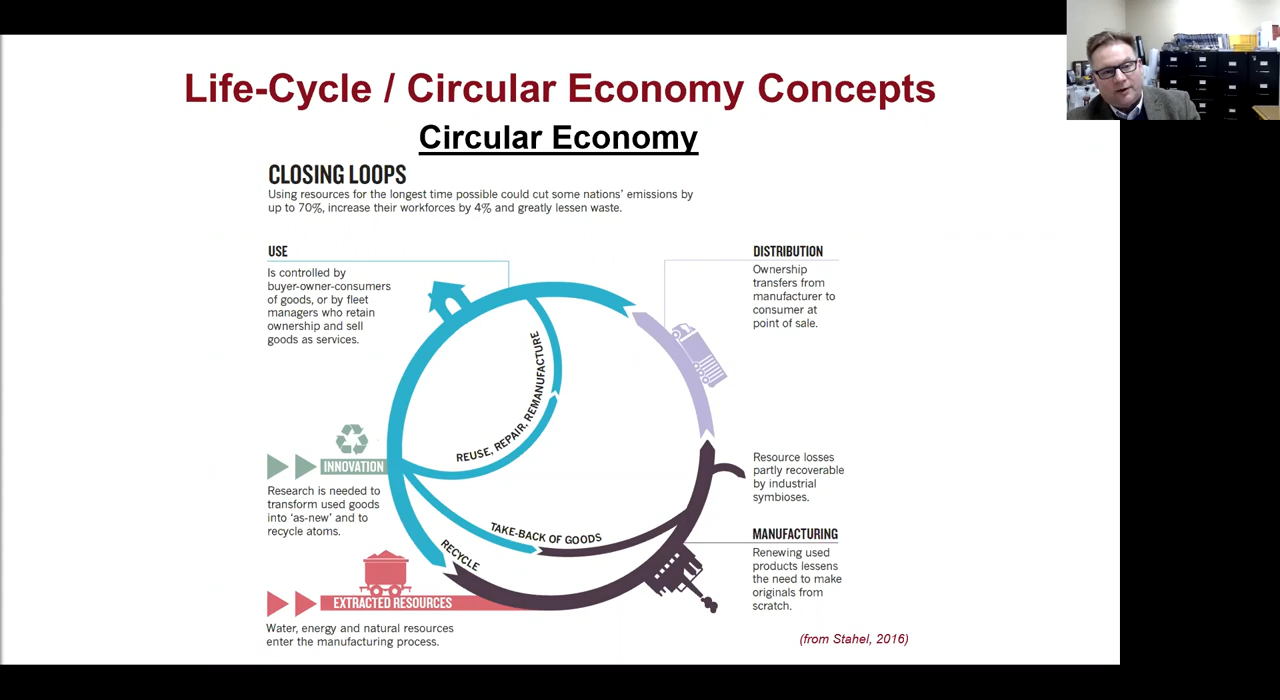 Life-Cycle / Circular Economy Concepts
Circular Economy
CLOSING LOOPS
Using resources for the longest time possible could cut some nations’ emissions by
up to 70%, increase their workforces by 4% and greatly lessen waste.
USE
Is controlled by
buyer-owner-consumers
of goods, or by fleet
managers who retain
ownership and sell
goods as services.
DISTRIBUTION
Ownership
transfers from
manufacturer to
consumer at
point of sale.
REUSE, REPAIR, REMANUFACTURE
INNOVATION
Research is needed to
transform used goods
into ‘as-new’ and to
recycle atoms.
Resource losses
partly recoverable
by industrial
symbioses.
TAKE-BACK OF GOODS
RECYCLE
MANUFACTURING
Renewing used
products lessens
the need to make
originals from
scratch.
EXTRACTED RESOURCES
Water, energy and natural resources
enter the manufacturing process.
(from Stahel, 2016)